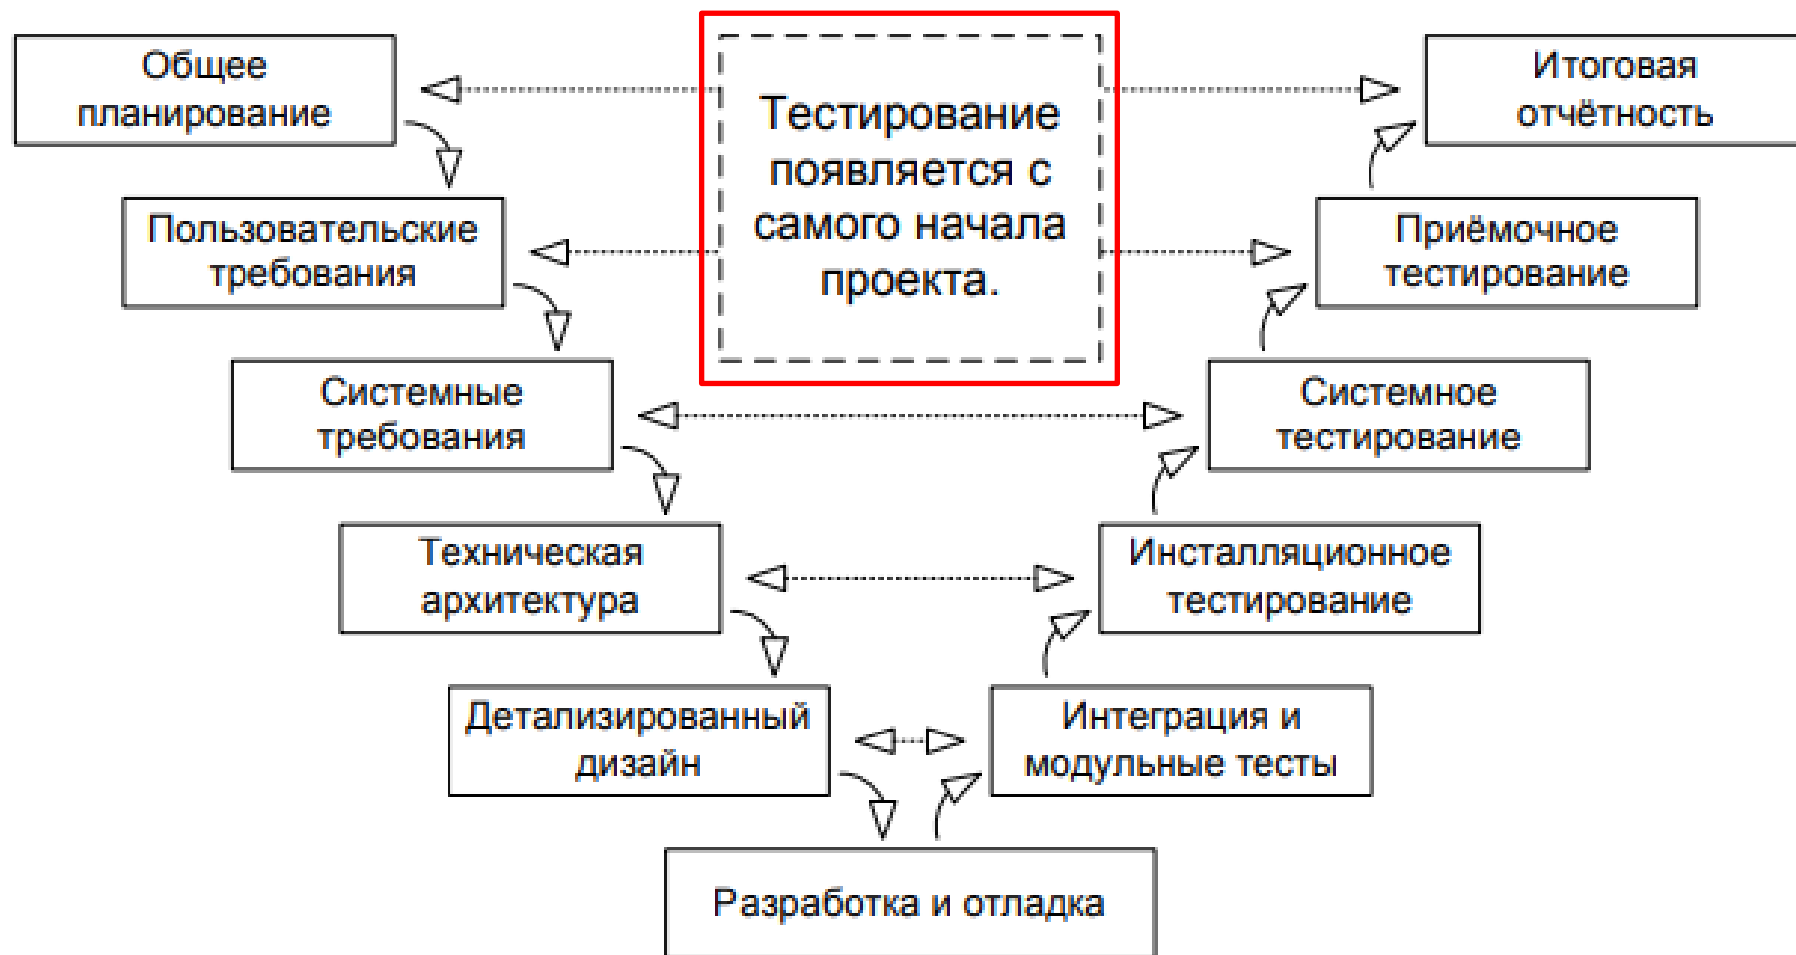 Общее
планирование
Тестирование
появляется с
самого начала
проекта.
Итоговая
отчётность
Пользовательские
требования
Приёмочное
тестирование
Системные
требования
Системное
тестирование
Техническая
архитектура
Инсталляционное
тестирование
Детализированный
дизайн
Интеграция и
модульные тесты
Разработка и отладка